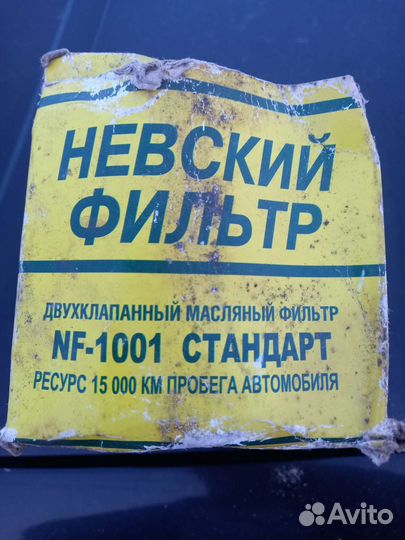 НЕВСКИЙ
ФИЛЬТР
ДВУХКЛАПАННЫЙ МАСЛЯНЫЙ ФИЛЬТР
NF-1001 СТАНДАРТ
РЕСУРС 15 000 КМ ПРОБЕГА АВТОМОБИЛЯ
Avito